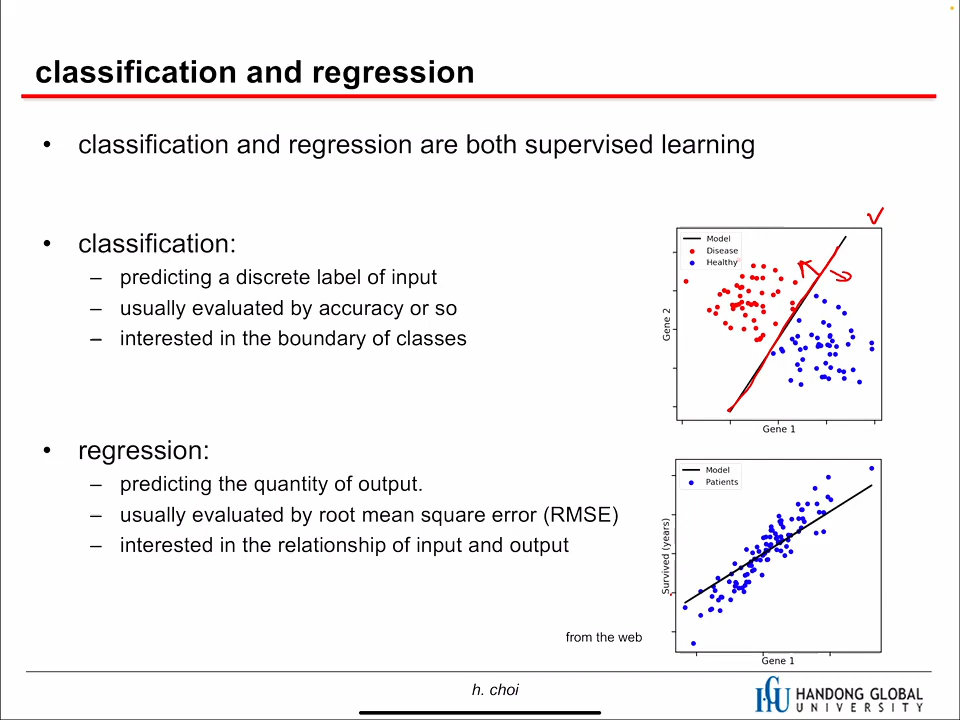 classification and regression
• classification and regression are both supervised learning
• classification:
– predicting a discrete label of input
– usually evaluated by accuracy or so
– interested in the boundary of classes
Model
Disease
Healthy
Gene 2
Gene 1
• regression:
– predicting the quantity of output.
– usually evaluated by root mean square error (RMSE)
– interested in the relationship of input and output
Model
Patients
Survived (years)
Gene 1
from the web
h. choi
HANDONG GLOBAL
UNIVERSITY